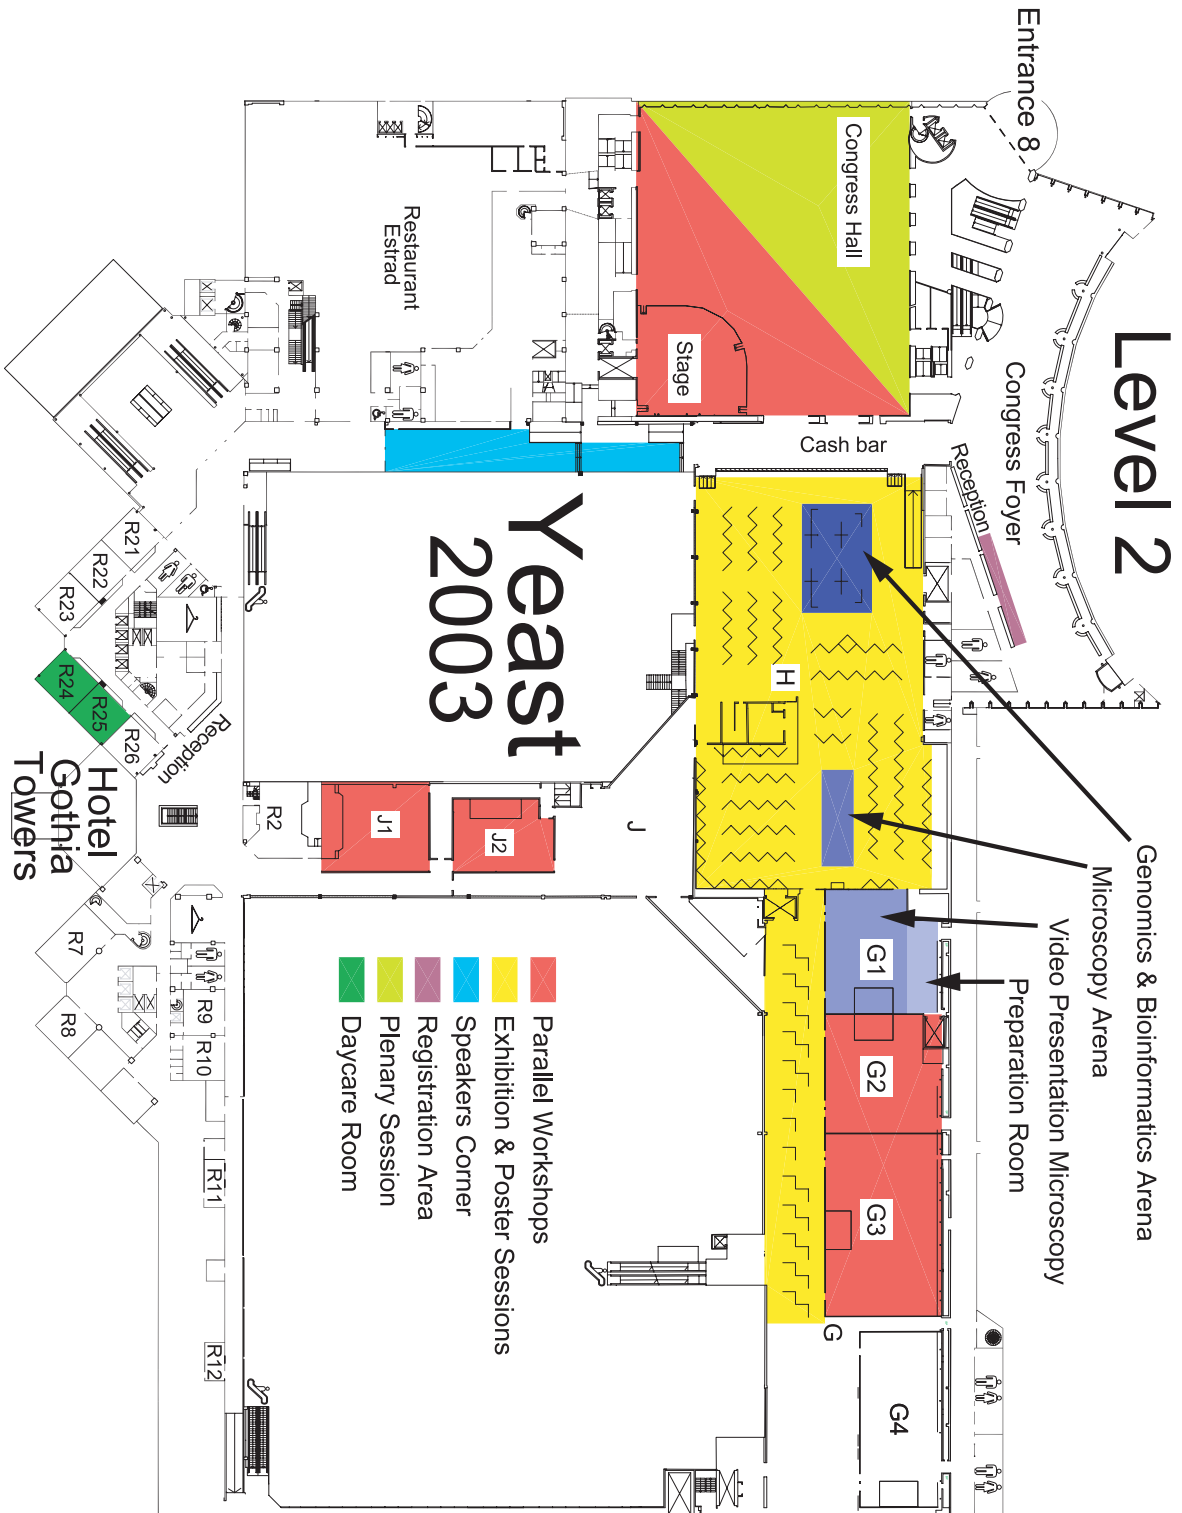 Level 2
Entrance 8
Congress Foyer
Reception
Congress Hall
Stage
Cash bar
Restaurant
Estrad
Yeast
2003
H
Genomics & Bioinformatics Arena
Microscopy Arena
Video Presentation Microscopy
Preparation Room
G1
G2
G3
G
G4
J
J1
J2
R2
R21
R22
R23
R24
R25
R26
Reception
Hotel
Gothia
Towers
R7
R8
R9
R10
R11
R12
Parallel Workshops
Exhibition & Poster Sessions
Speakers Corner
Registration Area
Plenary Session
Daycare Room